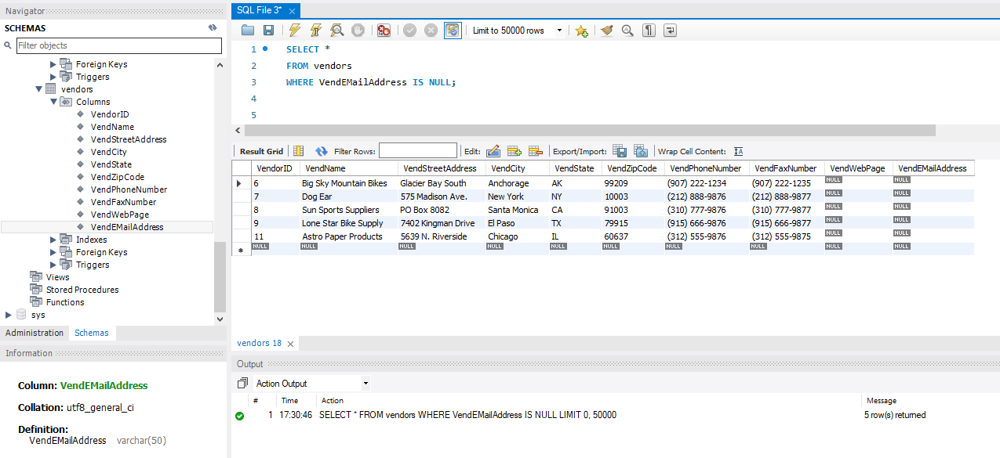 Navigator
SCHEMAS
Filter objects
Foreign Keys
Triggers
vendors
Columns
VendorID
VendName
VendStreetAddress
VendCity
VendState
VendZipCode
VendPhoneNumber
VendFaxNumber
VendWebPage
VendEMailAddress
Indexes
Foreign Keys
Triggers
Views
Stored Procedures
Functions
sys
Administration Schemas
Information
Column: VendEMailAddress
Collation: utf8_general_ci
Definition:
VendEMailAddress varchar(50)
SQL File 3*
Limit to 50000 rows
1 SELECT *
2 FROM vendors
3 WHERE VendEMailAddress IS NULL;
4
5
Result Grid Filter Rows: Edit: Export/Import: Wrap Cell Content: IA
VendorID VendName VendStreetAddress VendCity VendState VendZipCode VendPhoneNumber VendFaxNumber VendWebPage VendEMailAddress
6 Big Sky Mountain Bikes Glacier Bay South Anchorage AK 99209 (907) 222-1234 (907) 222-1235 NULL NULL
7 Dog Ear 575 Madison Ave. New York NY 10003 (212) 888-9876 (212) 888-9877 NULL NULL
8 Sun Sports Suppliers PO Box 8082 Santa Monica CA 91003 (310) 777-9876 (310) 777-9877 NULL NULL
9 Lone Star Bike Supply 7402 Kingman Drive El Paso TX 79915 (915) 666-9876 (915) 666-9877 NULL NULL
11 Astro Paper Products 5639 N. Riverside Chicago IL 60637 (312) 555-9876 (312) 555-9875 NULL NULL
NULL NULL NULL NULL NULL NULL NULL NULL NULL NULL
vendors 18
Output
Action Output
# Time Action Message
1 17:30:46 SELECT * FROM vendors WHERE VendEMailAddress IS NULL LIMIT 0, 50000 5 row(s) returned